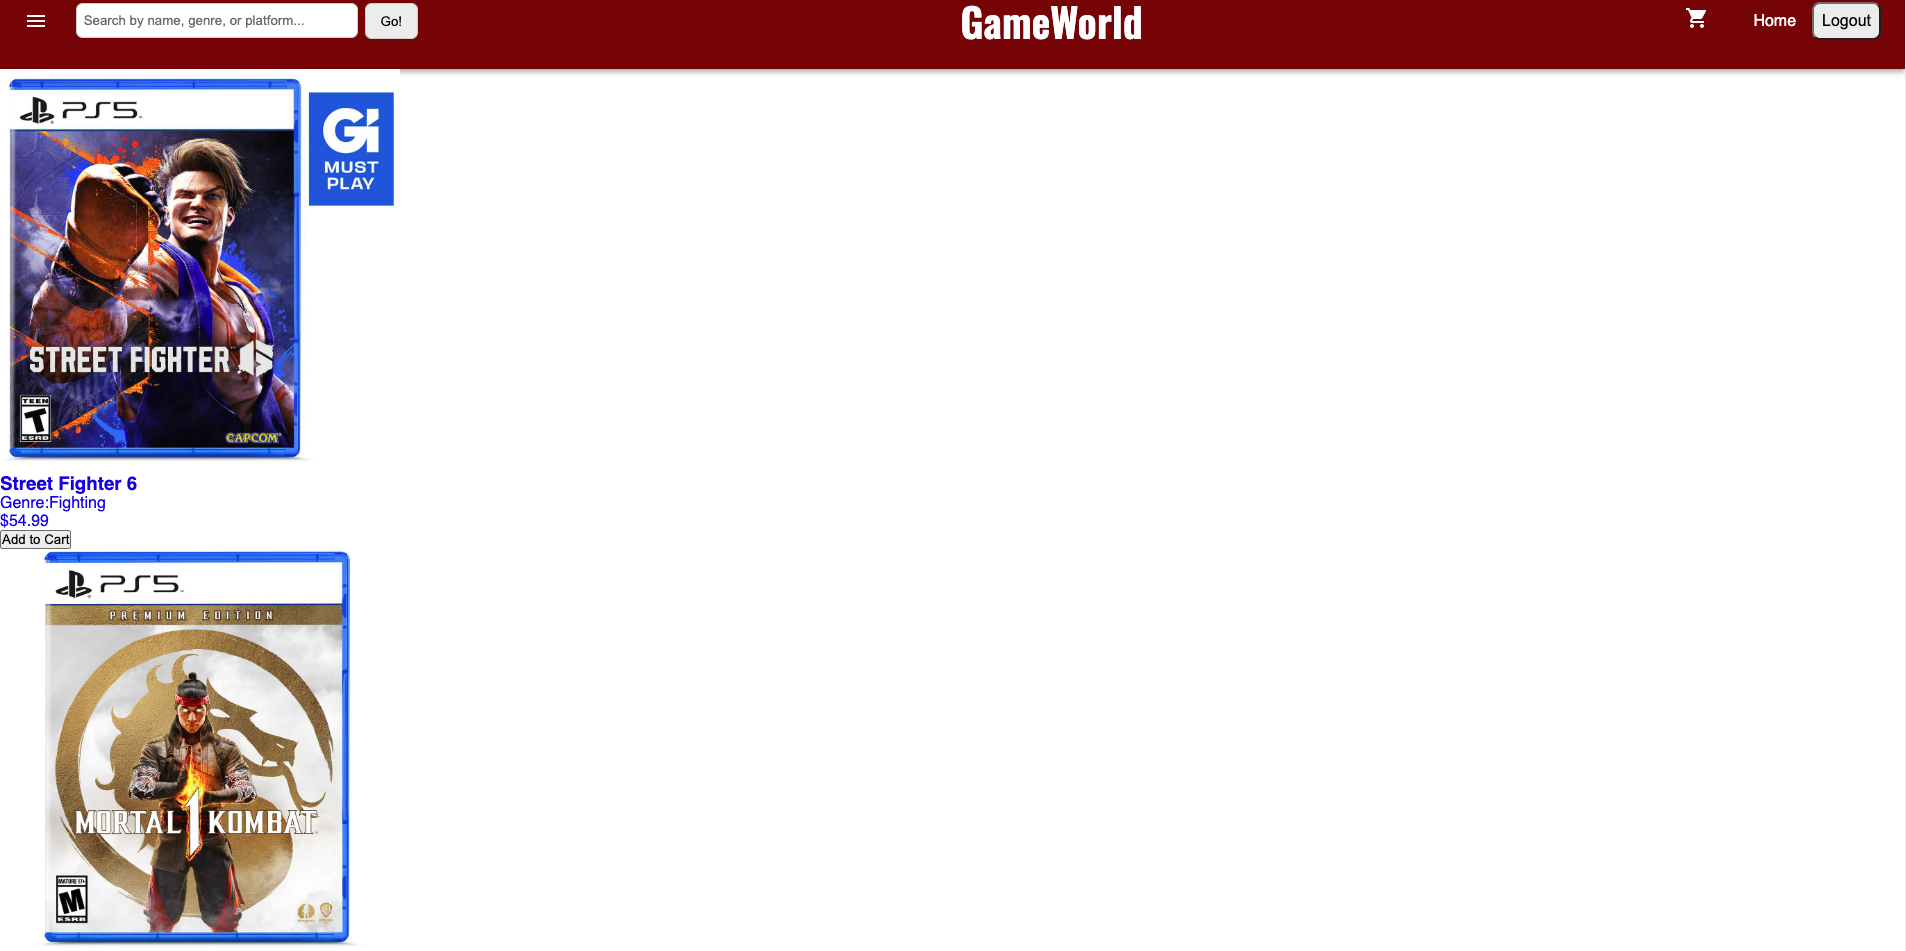 Search by name, genre, or platform...
Go!
GameWorld
Home
Logout
PS5
GI
MUST
PLAY
STREET FIGHTER 6
TEEN
T
ESRB
CAPCOM
Street Fighter 6
Genre:Fighting
$54.99
Add to Cart
PS5
PREMIUM EDITION
MORTAL 1 KOMBAT
MATURE 17+
M
ESRB